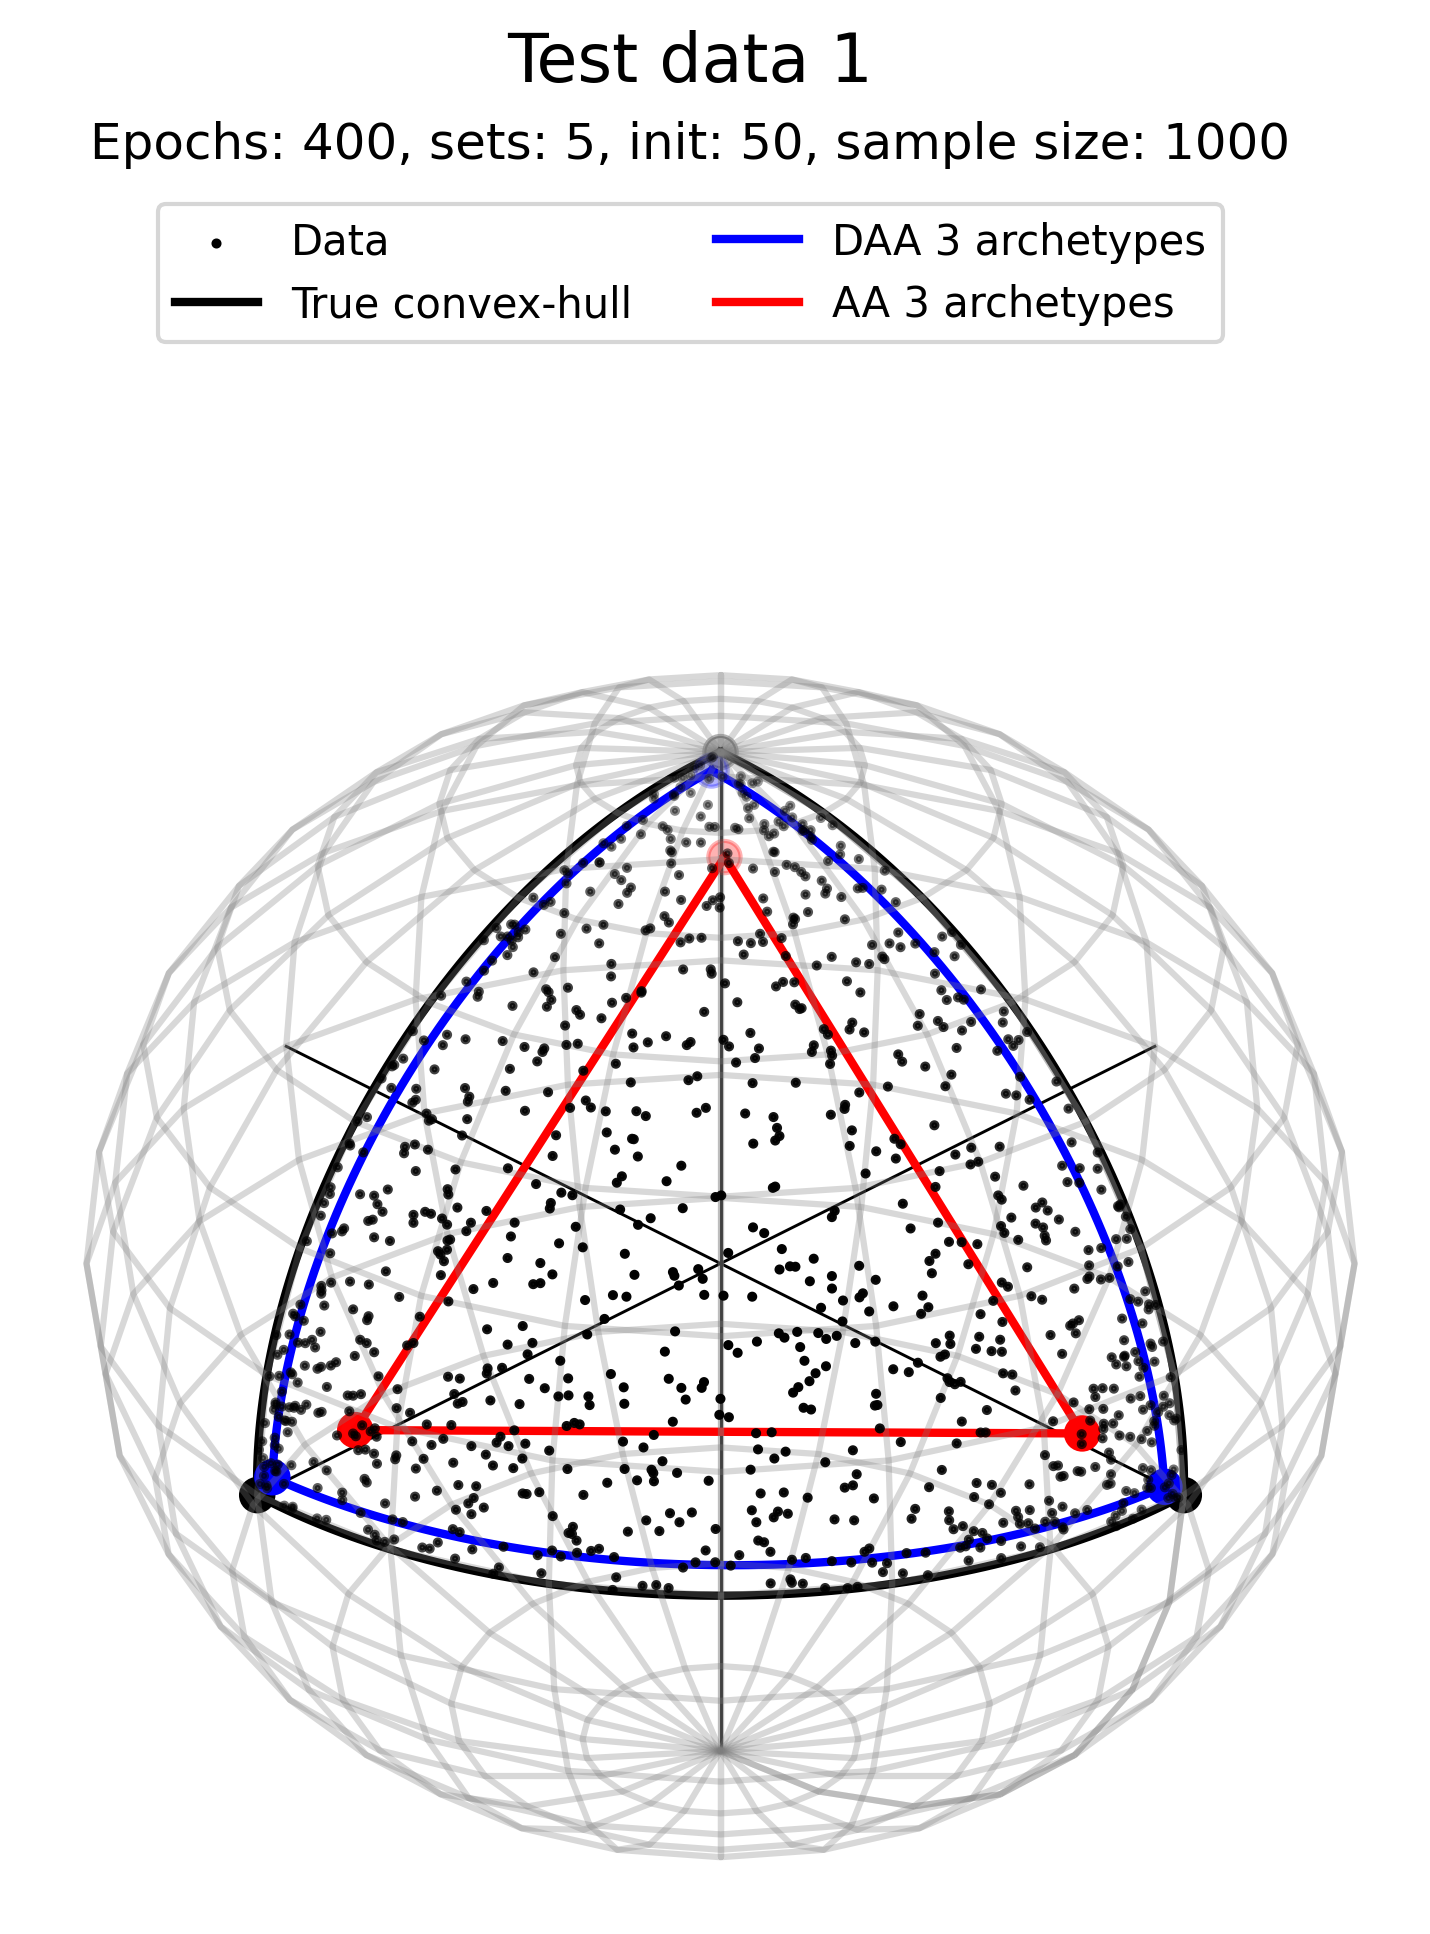 Test data 1
Epochs: 400, sets: 5, init: 50, sample size: 1000
Data
True convex-hull
DAA 3 archetypes
AA 3 archetypes